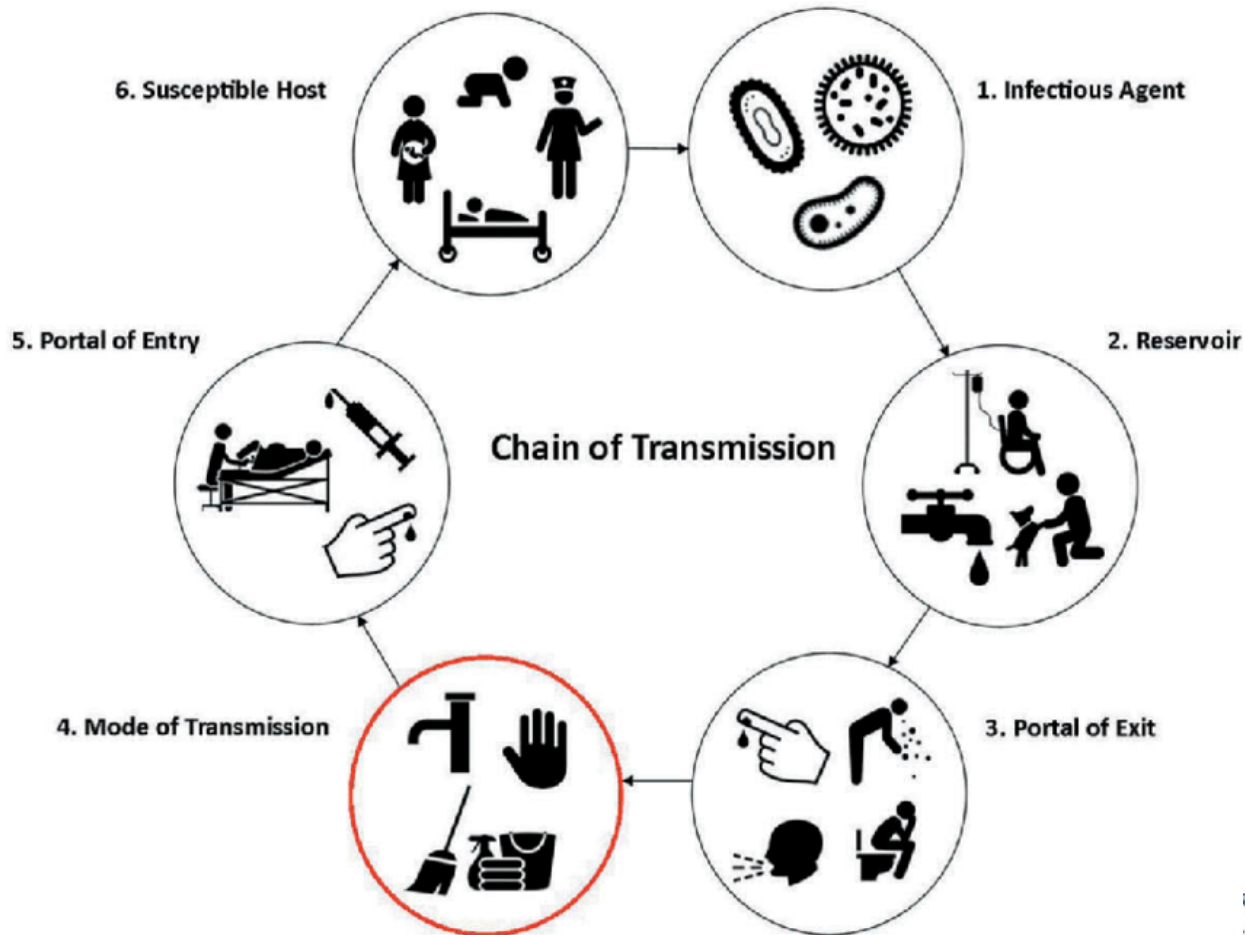 6. Susceptible Host
1. Infectious Agent
5. Portal of Entry
2. Reservoir
Chain of Transmission
4. Mode of Transmission
3. Portal of Exit